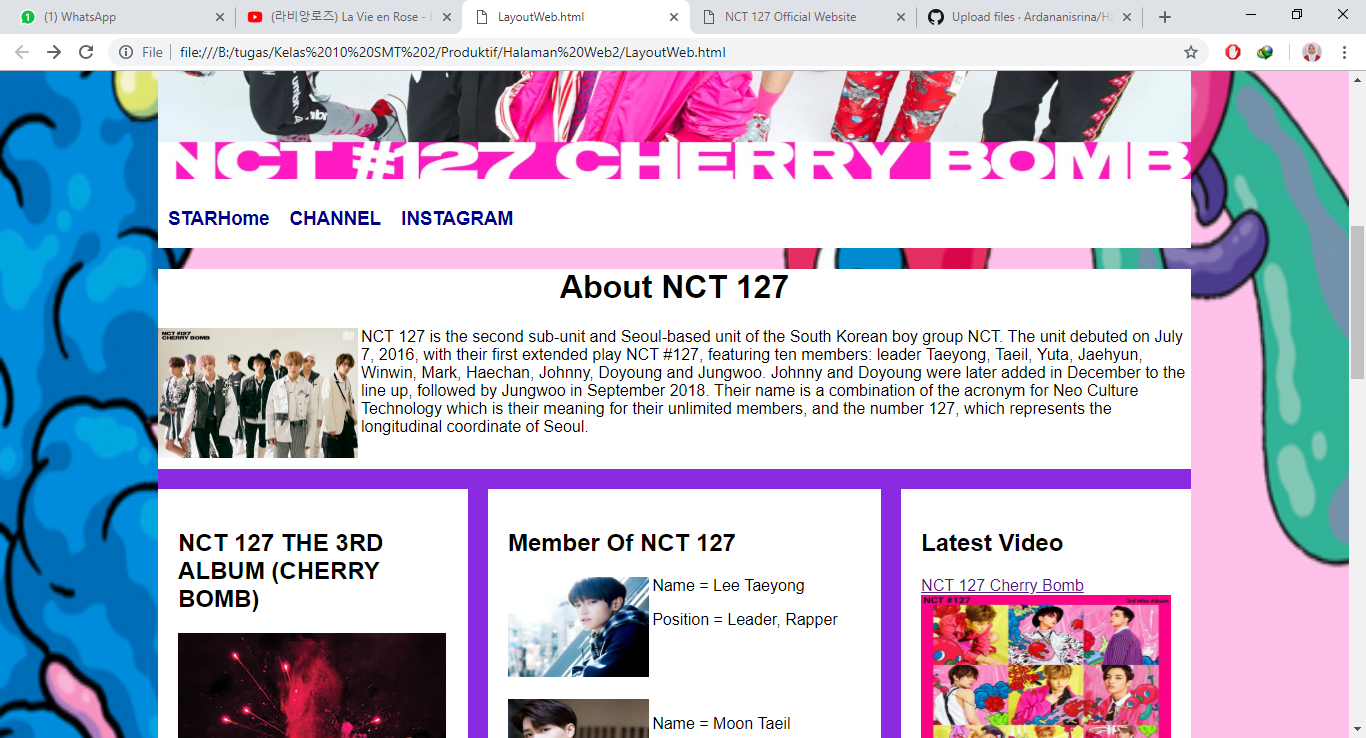 (1) WhatsApp
(라비앙로즈) La Vie en Rose -
LayoutWeb.html
NCT 127 Official Website
Upload files · Ardananisrina/Ha
File
file:///B:/tugas/Kelas%2010%20SMT%202/Produktif/Halaman%20Web2/LayoutWeb.html
NCT #127 CHERRY BOMB
STARHome CHANNEL INSTAGRAM
About NCT 127
NCT #127
CHERRY BOMB
NCT 127 is the second sub-unit and Seoul-based unit of the South Korean boy group NCT. The unit debuted on July
7, 2016, with their first extended play NCT #127, featuring ten members: leader Taeyong, Taeil, Yuta, Jaehyun,
Winwin, Mark, Haechan, Johnny, Doyoung and Jungwoo. Johnny and Doyoung were later added in December to the
line up, followed by Jungwoo in September 2018. Their name is a combination of the acronym for Neo Culture
Technology which is their meaning for their unlimited members, and the number 127, which represents the
longitudinal coordinate of Seoul.
NCT 127 THE 3RD
ALBUM (CHERRY
BOMB)
Member Of NCT 127
Name = Lee Taeyong
Position = Leader, Rapper
Name = Moon Taeil
Latest Video
NCT 127 Cherry Bomb
NCT #127
3rd Mini Album